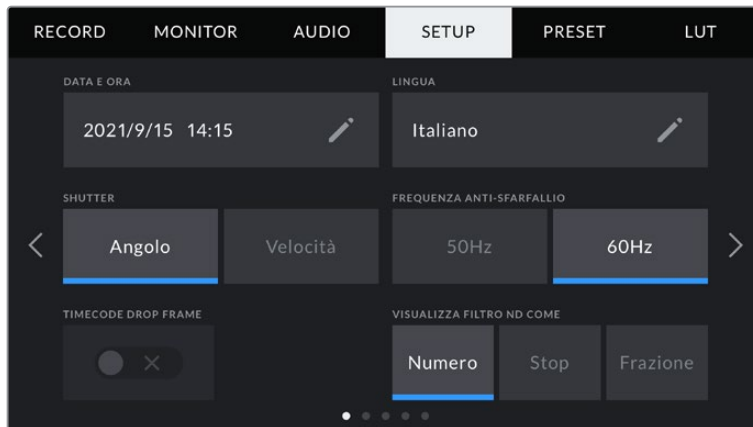 RECORD MONITOR AUDIO SETUP PRESET LUT
DATA E ORA LINGUA
2021/9/15 14:15 Italiano
SHUTTER FREQUENZA ANTI-SFARFALLIO
Angolo Velocità 50Hz 60Hz
TIMECODE DROP FRAME VISUALIZZA FILTRO ND COME
Numero Stop Frazione